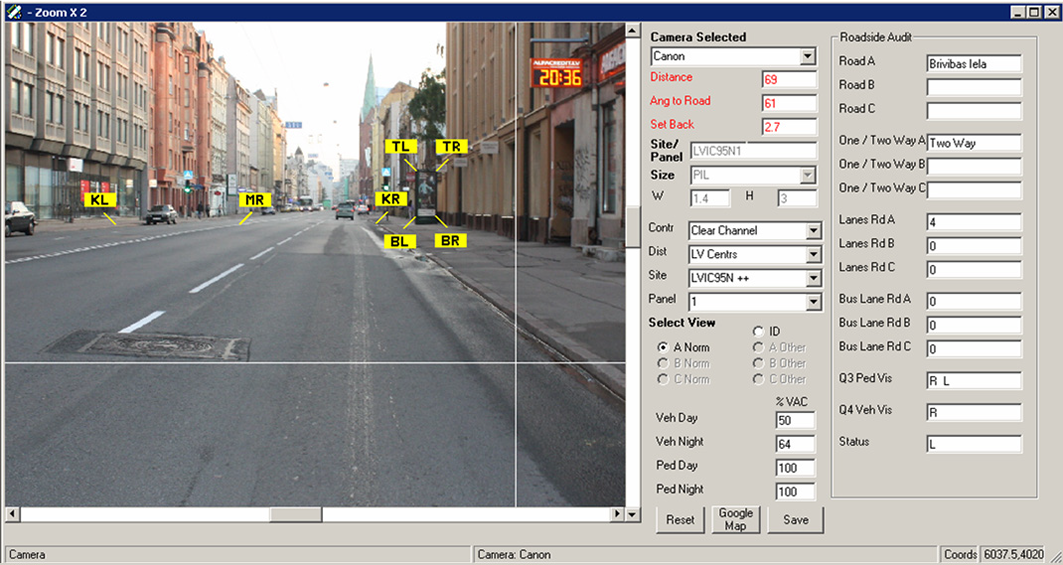 - Zoom X 2
ALFACREDIT.LV
20:36
TL
TR
KL
MR
KR
BL
BR
Camera Selected
Canon
Distance 69
Ang to Road 61
Set Back 2.7
Site/
Panel LVIC95N1
Size PIL
W 1.4 H 3
Contr Clear Channel
Dist LV Centrs
Site LVIC95N ++
Panel 1
Select View
ID
A Norm A Other
B Norm B Other
C Norm C Other
% VAC
Veh Day 50
Veh Night 64
Ped Day 100
Ped Night 100
Reset Google Map Save
Roadside Audit
Road A Brivibas Iela
Road B
Road C
One / Two Way A Two Way
One / Two Way B
One / Two Way C
Lanes Rd A 4
Lanes Rd B 0
Lanes Rd C 0
Bus Lane Rd A 0
Bus Lane Rd B 0
Bus Lane Rd C 0
Q3 Ped Vis R L
Q4 Veh Vis R
Status L
Camera
Camera: Canon
Coords 6037.5,4020